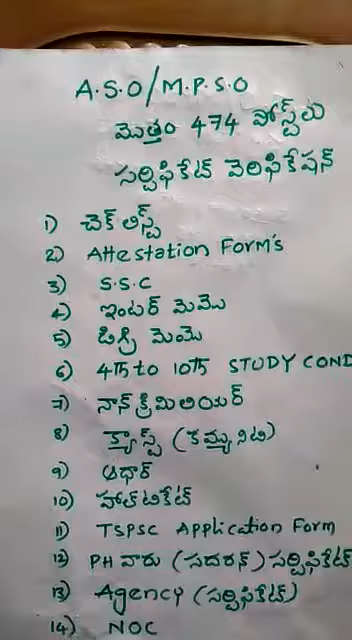 A.S.O/M.P.S.O
మొత్తం 474 పోస్ట్‌లు
సర్టిఫికేట్ వెరిఫికేషన్
1) చెక్ లిస్ట్
2) Attestation Form's
3) S.S.C
4) ఇంటర్ మెమొ
5) డిగ్రి మెమొ
6) 4th to 10th STUDY COND
7) నాన్ క్రిమిలియర్
8) క్యాస్ట్ (కమ్యునిటి)
9) ఆధార్
10) హాల్ టికేట్
11) TSPSC Application Form
12) PH వారు (సదరన్) సర్టిఫికేట్
13) Agency (సర్టిఫికేట్)
14) NOC